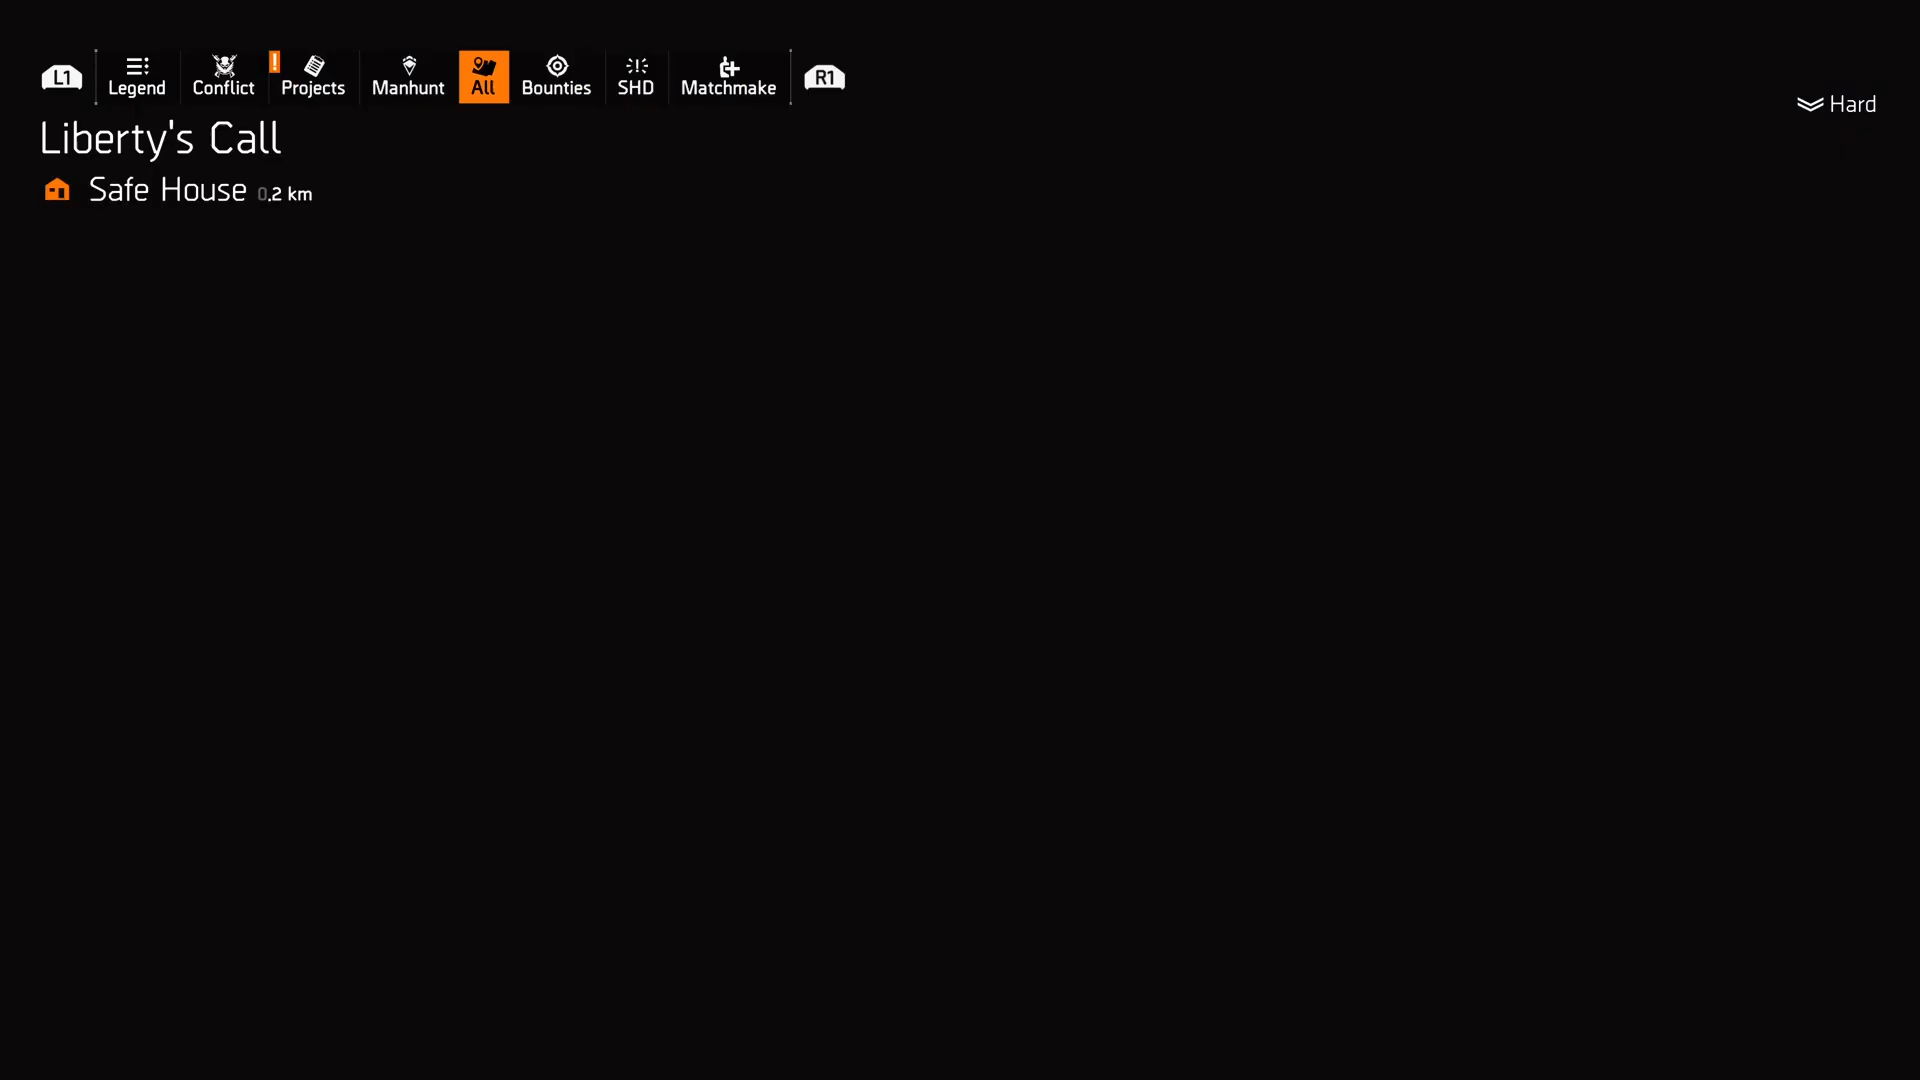 L1 Legend Conflict ! Projects Manhunt All Bounties SHD Matchmake R1
Hard
Liberty's Call
Safe House 0.2 km